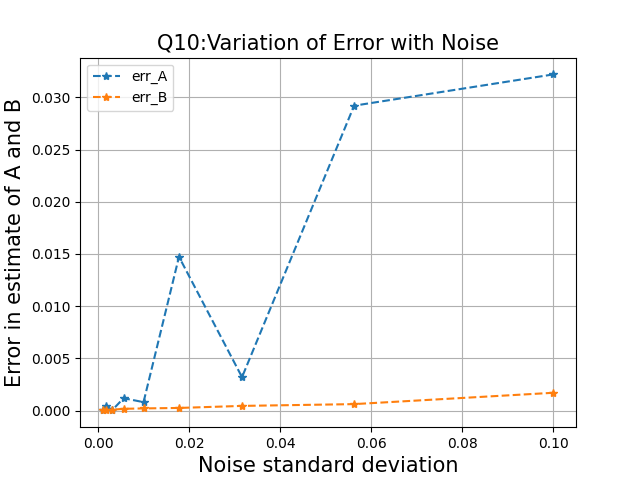 Q10:Variation of Error with Noise
err_A
err_B
Error in estimate of A and B
0.030
0.025
0.020
0.015
0.010
0.005
0.000
0.00 0.02 0.04 0.06 0.08 0.10
Noise standard deviation